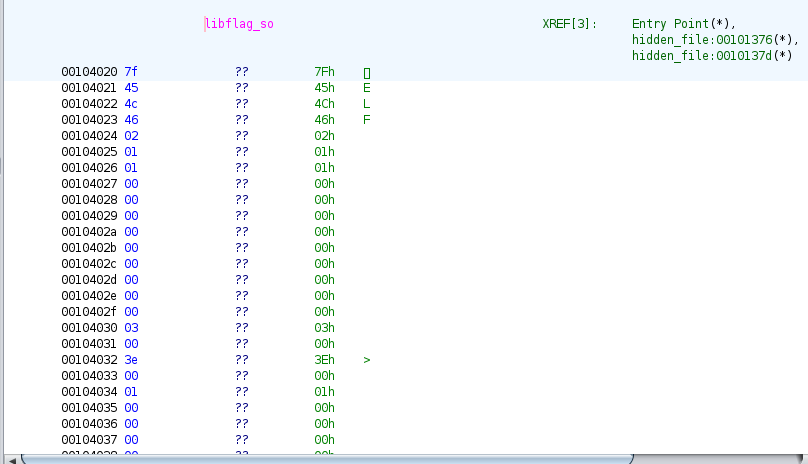 libflag_so XREF[3]: Entry Point(*),
hidden_file:00101376(*),
hidden_file:0010137d(*)
00104020 7f ?? 7Fh
00104021 45 ?? 45h E
00104022 4c ?? 4Ch L
00104023 46 ?? 46h F
00104024 02 ?? 02h
00104025 01 ?? 01h
00104026 01 ?? 01h
00104027 00 ?? 00h
00104028 00 ?? 00h
00104029 00 ?? 00h
0010402a 00 ?? 00h
0010402b 00 ?? 00h
0010402c 00 ?? 00h
0010402d 00 ?? 00h
0010402e 00 ?? 00h
0010402f 00 ?? 00h
00104030 03 ?? 03h
00104031 00 ?? 00h
00104032 3e ?? 3Eh >
00104033 00 ?? 00h
00104034 01 ?? 01h
00104035 00 ?? 00h
00104036 00 ?? 00h
00104037 00 ?? 00h